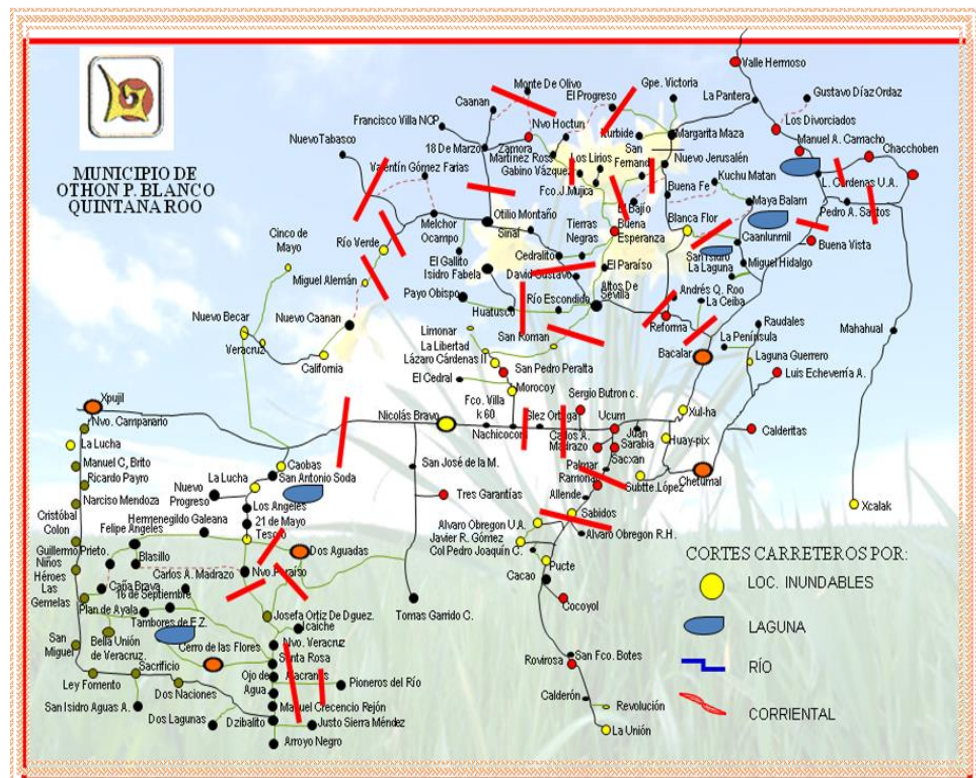 MUNICIPIO DE
OTHON P. BLANCO
QUINTANA ROO
Valle Hermoso
Monte De Olivo
El Progreso
Gpe. Victoria
La Pantera
Gustavo Díaz Ordaz
Caanan
Francisco Villa NCP
Nvo Hoctun
Los Divorciados
Nuevo Tabasco
18 De Marzo
Zamora
Iturbide
Margarita Maza
Manuel A. Camacho
Martinez Ross
Los Lirios
San
Chacchoben
Valentín Gómez Farias
Gabino Vázquez
Nuevo Jerusalén
Fco. J. Mujica
Kuchu Matan
L. Cárdenas U.A.
Buena Fe
Maya Balam
El Bajío
Pedro A. Santos
Melchor
Ocampo
Otilio Montaño
Sinal
Tierras
Negras
Buena
Esperanza
Blanca Flor
Caanlunmil
Buena Vista
Cinco de
Mayo
Río Verde
El Gallito
Cedralito
San Isidro
La Laguna
Miguel Hidalgo
Miguel Alemán
Isidro Fabela
David Gustavo
El Paraíso
Altos De
Sevilla
Andrés Q. Roo
La Ceiba
Payo Obispo
Río Escondido
Nuevo Caanan
Huatusco
Reforma
Raudales
Mahahual
Nuevo Becar
Limonar
San Roman
La Península
Veracruz
La Libertad
Bacalar
Laguna Guerrero
California
Lázaro Cárdenas II
San Pedro Peralta
Luis Echeverría A.
El Cedral
Morocoy
Xpujil
Sergio Butron c.
Nvo. Campanario
Nicolás Bravo
Fco. Villa
k 60
Glez Ortega
Ucum
Xul-ha
Nachicocom
Carlos A.
Madrazo
Juan
Sarabia
Huay-pix
Calderitas
La Lucha
Manuel C, Brito
Caobas
San José de la M.
Palmar
Sacxan
Ricardo Payro
La Lucha
San Antonio Soda
Ramonal
Subtte. López
Chetumal
Narciso Mendoza
Nuevo
Progreso
Tres Garantías
Allende
Xcalak
Los Angeles
Cristóbal
Colon
Hermenegildo Galeana
21 de Mayo
Sabidos
Felipe Angeles
Tesoro
Alvaro Obregon U.A.
Alvaro Obregon R.H.
Guillermo Prieto.
Dos Aguadas
Javier R. Gómez
CORTES CARRETEROS POR:
Blasillo
Col Pedro Joaquín C.
Pucte
Niños
Héroes
Carlos A. Madrazo
Nvo. Paraíso
LOC. INUNDABLES
Las
Gemelas
Caña Brava
Cacao
16 de Septiembre
Cocoyol
Plan de Ayala
Tambores de E.Z.
Josefa Ortiz De Dguez.
Tomas Garrido C.
LAGUNA
Icaiche
Bella Unión
de Veracruz.
Cerro de las Flores
Nvo. Veracruz
San
Miguel
Santa Rosa
Rovirosa
San Fco. Botes
RÍO
Sacrificio
Ojo de
Agua
Alacranes
Pioneros del Río
Ley Fomento
Dos Naciones
Calderón
Revolución
San Isidro Aguas A.
Manuel Crecencio Rejón
CORRIENTAL
Dos Lagunas
Dzibalito
Justo Sierra Méndez
La Unión
Arroyo Negro